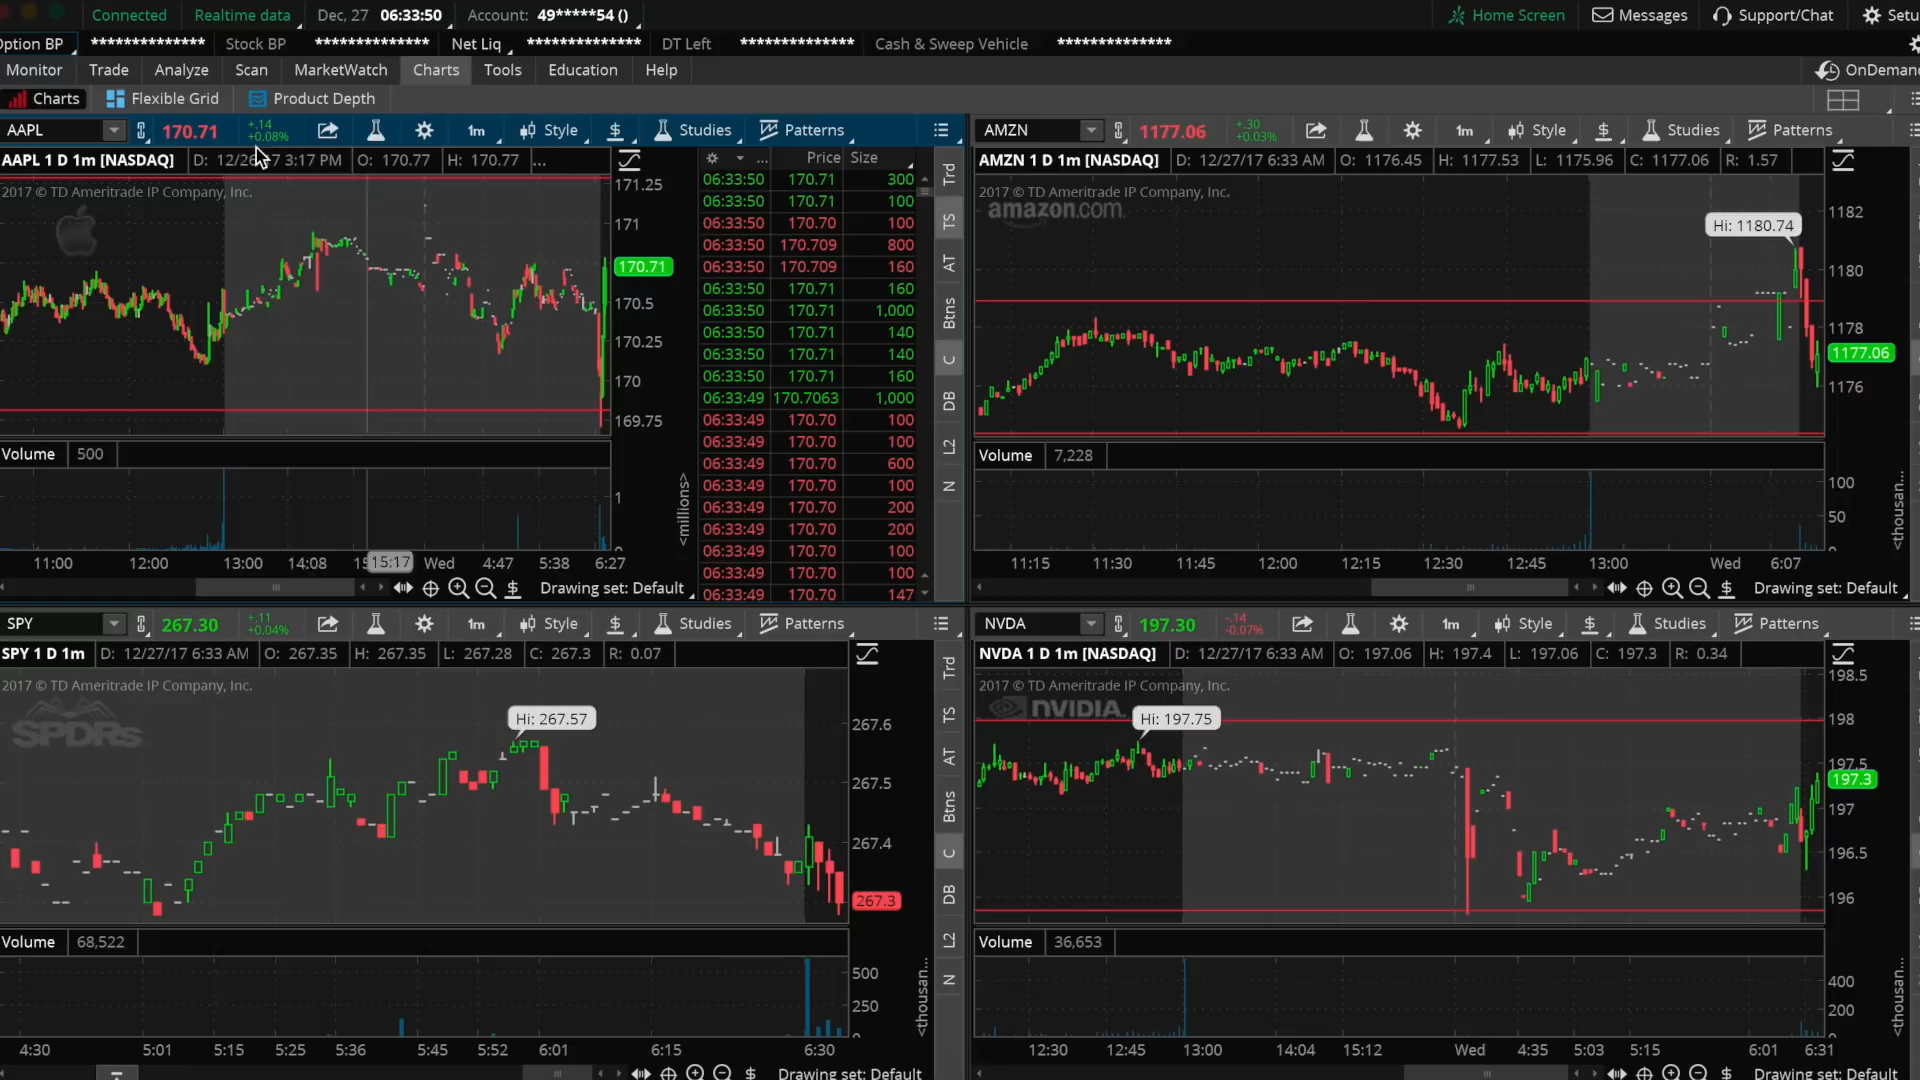 Connected Realtime data Dec, 27 06:33:50 Account: 49*****54 () Home Screen Messages Support/Chat Setu
Option BP ************** Stock BP ************** Net Liq ************** DT Left ************** Cash & Sweep Vehicle **************
Monitor Trade Analyze Scan MarketWatch Charts Tools Education Help OnDemand
Charts Flexible Grid Product Depth
AAPL 170.71 +.14 +0.08% 1m Style $ Studies Patterns
AAPL 1 D 1m [NASDAQ] D: 12/26 7 3:17 PM O: 170.77 H: 170.77 ...
2017 © TD Ameritrade IP Company, Inc.
171.25
171
170.71
170.5
170.25
170
169.75
Volume 500
1
0
<millions>
11:00 12:00 13:00 14:08 15 15:17 Wed 4:47 5:38 6:27
$ Drawing set: Default
... Price Size
06:33:50 170.71 300
06:33:50 170.71 100
06:33:50 170.70 100
06:33:50 170.709 800
06:33:50 170.709 160
06:33:50 170.71 160
06:33:50 170.71 1,000
06:33:50 170.71 140
06:33:50 170.71 140
06:33:50 170.71 160
06:33:49 170.7063 1,000
06:33:49 170.70 100
06:33:49 170.70 100
06:33:49 170.70 600
06:33:49 170.70 100
06:33:49 170.70 200
06:33:49 170.70 200
06:33:49 170.70 100
06:33:49 170.70 100
06:33:49 170.70 147
Trd
TS
AT
Btns
C
DB
L2
N
AMZN 1177.06 +.30 +0.03% 1m Style $ Studies Patterns
AMZN 1 D 1m [NASDAQ] D: 12/27/17 6:33 AM O: 1176.45 H: 1177.53 L: 1175.96 C: 1177.06 R: 1.57
2017 © TD Ameritrade IP Company, Inc.
amazon.com
Hi: 1180.74
1182
1180
1178
1177.06
1176
Volume 7,228
100
50
0
<thousan...
11:15 11:30 11:45 12:00 12:15 12:30 12:45 13:00 Wed 6:07
$ Drawing set: Default
SPY 267.30 +.11 +0.04% 1m Style $ Studies Patterns
SPY 1 D 1m D: 12/27/17 6:33 AM O: 267.35 H: 267.35 L: 267.28 C: 267.3 R: 0.07
2017 © TD Ameritrade IP Company, Inc.
SPDRs
Hi: 267.57
267.6
267.5
267.4
267.3
Volume 68,522
500
250
0
<thousan...
4:30 5:01 5:15 5:25 5:36 5:45 5:52 6:01 6:15 6:30
$ Drawing set: Default
Trd
TS
AT
Btns
C
DB
L2
N
NVDA 197.30 -.14 -0.07% 1m Style $ Studies Patterns
NVDA 1 D 1m [NASDAQ] D: 12/27/17 6:33 AM O: 197.06 H: 197.4 L: 197.06 C: 197.3 R: 0.34
2017 © TD Ameritrade IP Company, Inc.
NVIDIA.
Hi: 197.75
198.5
198
197.5
197.3
197
196.5
196
Volume 36,653
400
200
0
<thousan...
12:30 12:45 13:00 14:04 15:12 Wed 4:35 5:03 5:15 6:01 6:31
$ Drawing set: Default